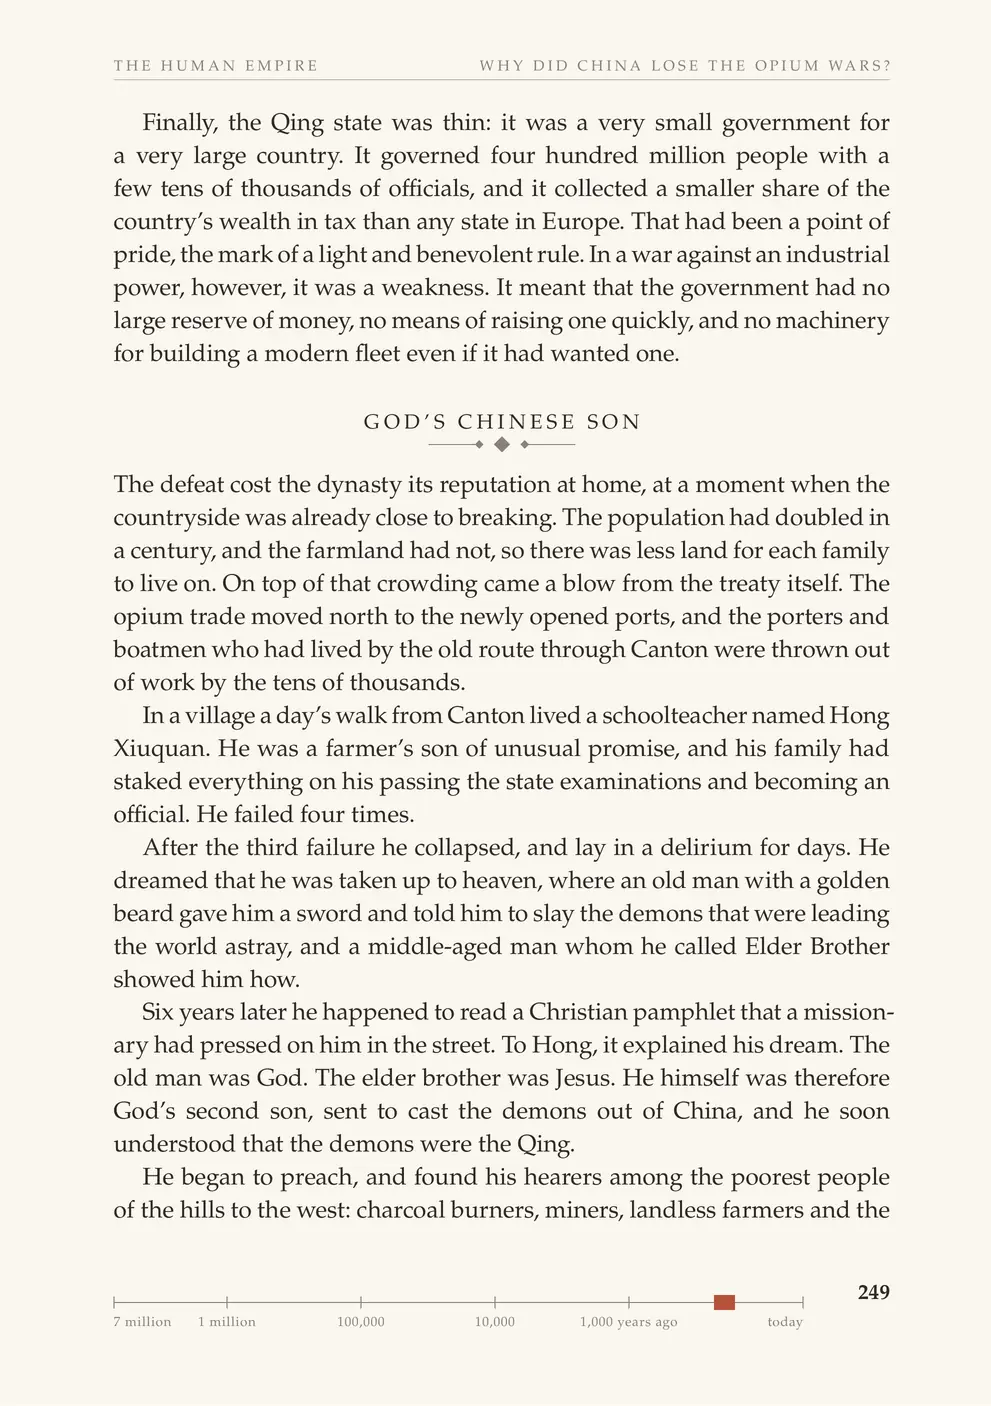 THE HUMAN EMPIRE
WHY DID CHINA LOSE THE OPIUM WARS?
Finally, the Qing state was thin: it was a very small government for
a very large country. It governed four hundred million people with a
few tens of thousands of officials, and it collected a smaller share of the
country’s wealth in tax than any state in Europe. That had been a point of
pride, the mark of a light and benevolent rule. In a war against an industrial
power, however, it was a weakness. It meant that the government had no
large reserve of money, no means of raising one quickly, and no machinery
for building a modern fleet even if it had wanted one.
GOD’S CHINESE SON
The defeat cost the dynasty its reputation at home, at a moment when the
countryside was already close to breaking. The population had doubled in
a century, and the farmland had not, so there was less land for each family
to live on. On top of that crowding came a blow from the treaty itself. The
opium trade moved north to the newly opened ports, and the porters and
boatmen who had lived by the old route through Canton were thrown out
of work by the tens of thousands.
In a village a day’s walk from Canton lived a schoolteacher named Hong
Xiuquan. He was a farmer’s son of unusual promise, and his family had
staked everything on his passing the state examinations and becoming an
official. He failed four times.
After the third failure he collapsed, and lay in a delirium for days. He
dreamed that he was taken up to heaven, where an old man with a golden
beard gave him a sword and told him to slay the demons that were leading
the world astray, and a middle-aged man whom he called Elder Brother
showed him how.
Six years later he happened to read a Christian pamphlet that a mission-
ary had pressed on him in the street. To Hong, it explained his dream. The
old man was God. The elder brother was Jesus. He himself was therefore
God’s second son, sent to cast the demons out of China, and he soon
understood that the demons were the Qing.
He began to preach, and found his hearers among the poorest people
of the hills to the west: charcoal burners, miners, landless farmers and the
249
7 million 1 million 100,000 10,000 1,000 years ago today